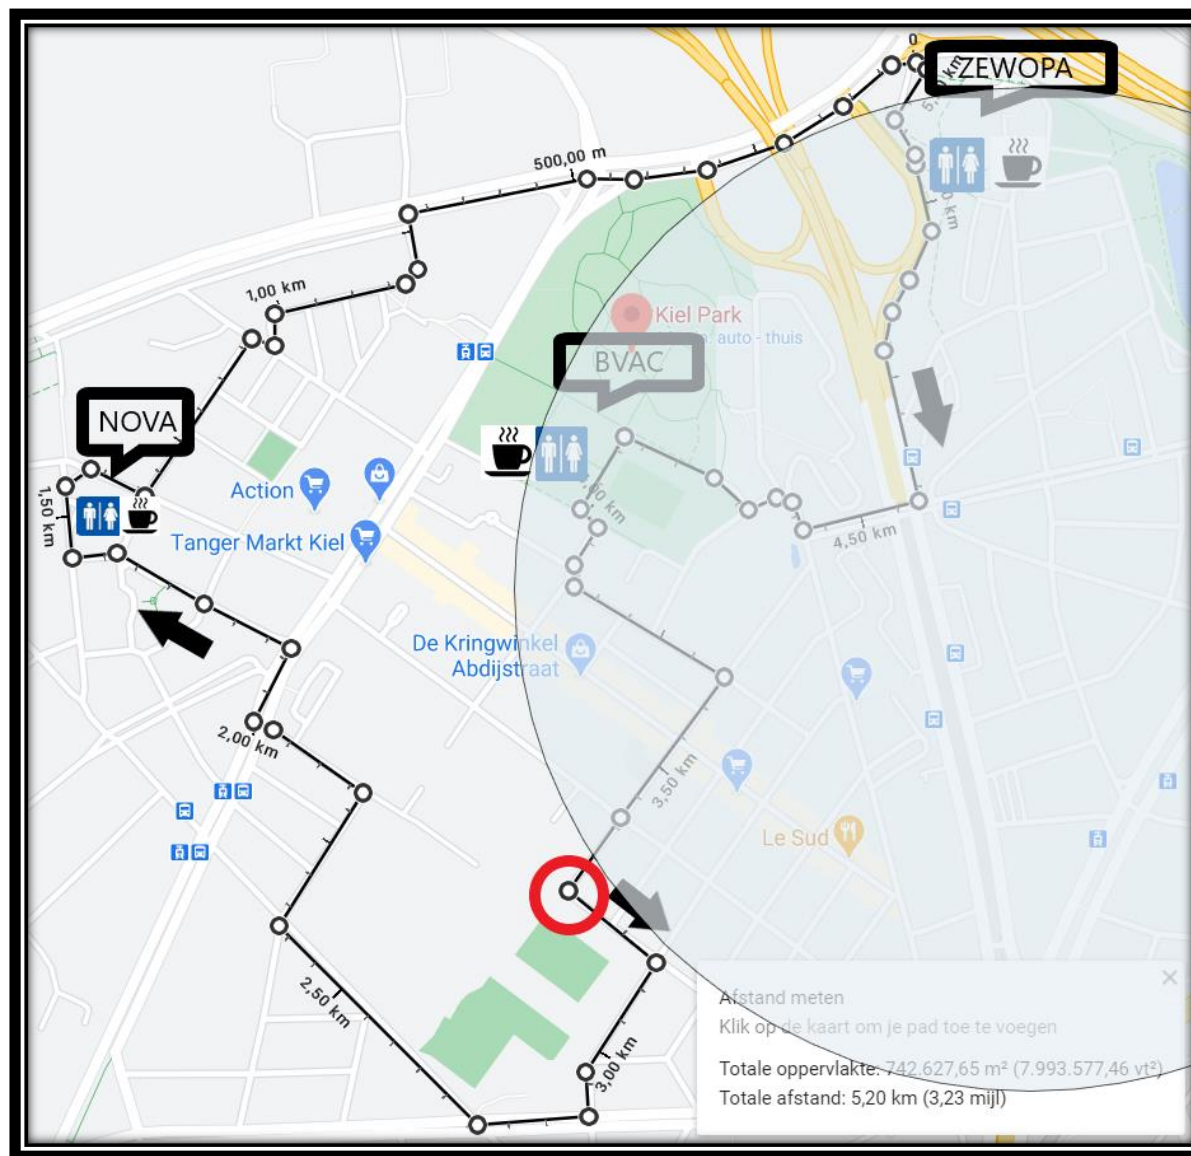 0
ZEWOPA
5,00 km
500,00 m
1,00 km
Kiel Park
auto - thuis
BVAC
NOVA
1,50 km
Action
Tanger Markt Kiel
4,50 km
De Kringwinkel
Abdijstraat
2,00 km
3,50 km
Le Sud
2,50 km
3,00 km
Afstand meten
Klik op de kaart om je pad toe te voegen
Totale oppervlakte: 742.627,65 m² (7.993.577,46 vt²)
Totale afstand: 5,20 km (3,23 mijl)